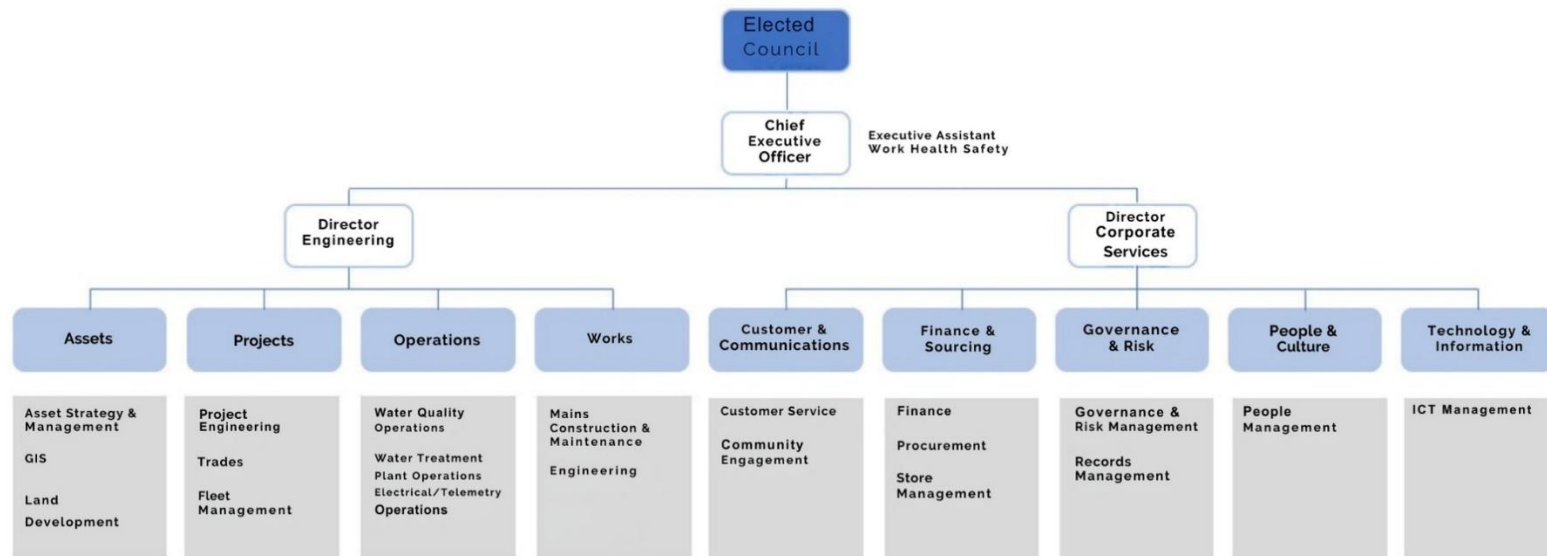 Elected
Council
Chief
Executive
Officer
Executive Assistant
Work Health Safety
Director
Engineering
Director
Corporate
Services
Assets
Projects
Operations
Works
Customer &
Communications
Finance &
Sourcing
Governance
& Risk
People &
Culture
Technology &
Information
Asset Strategy &
Management
GIS
Land
Development
Project
Engineering
Trades
Fleet
Management
Water Quality
Operations
Water Treatment
Plant Operations
Electrical/Telemetry
Operations
Mains
Construction &
Maintenance
Engineering
Customer Service
Community
Engagement
Finance
Procurement
Store
Management
Governance &
Risk Management
Records
Management
People
Management
ICT Management